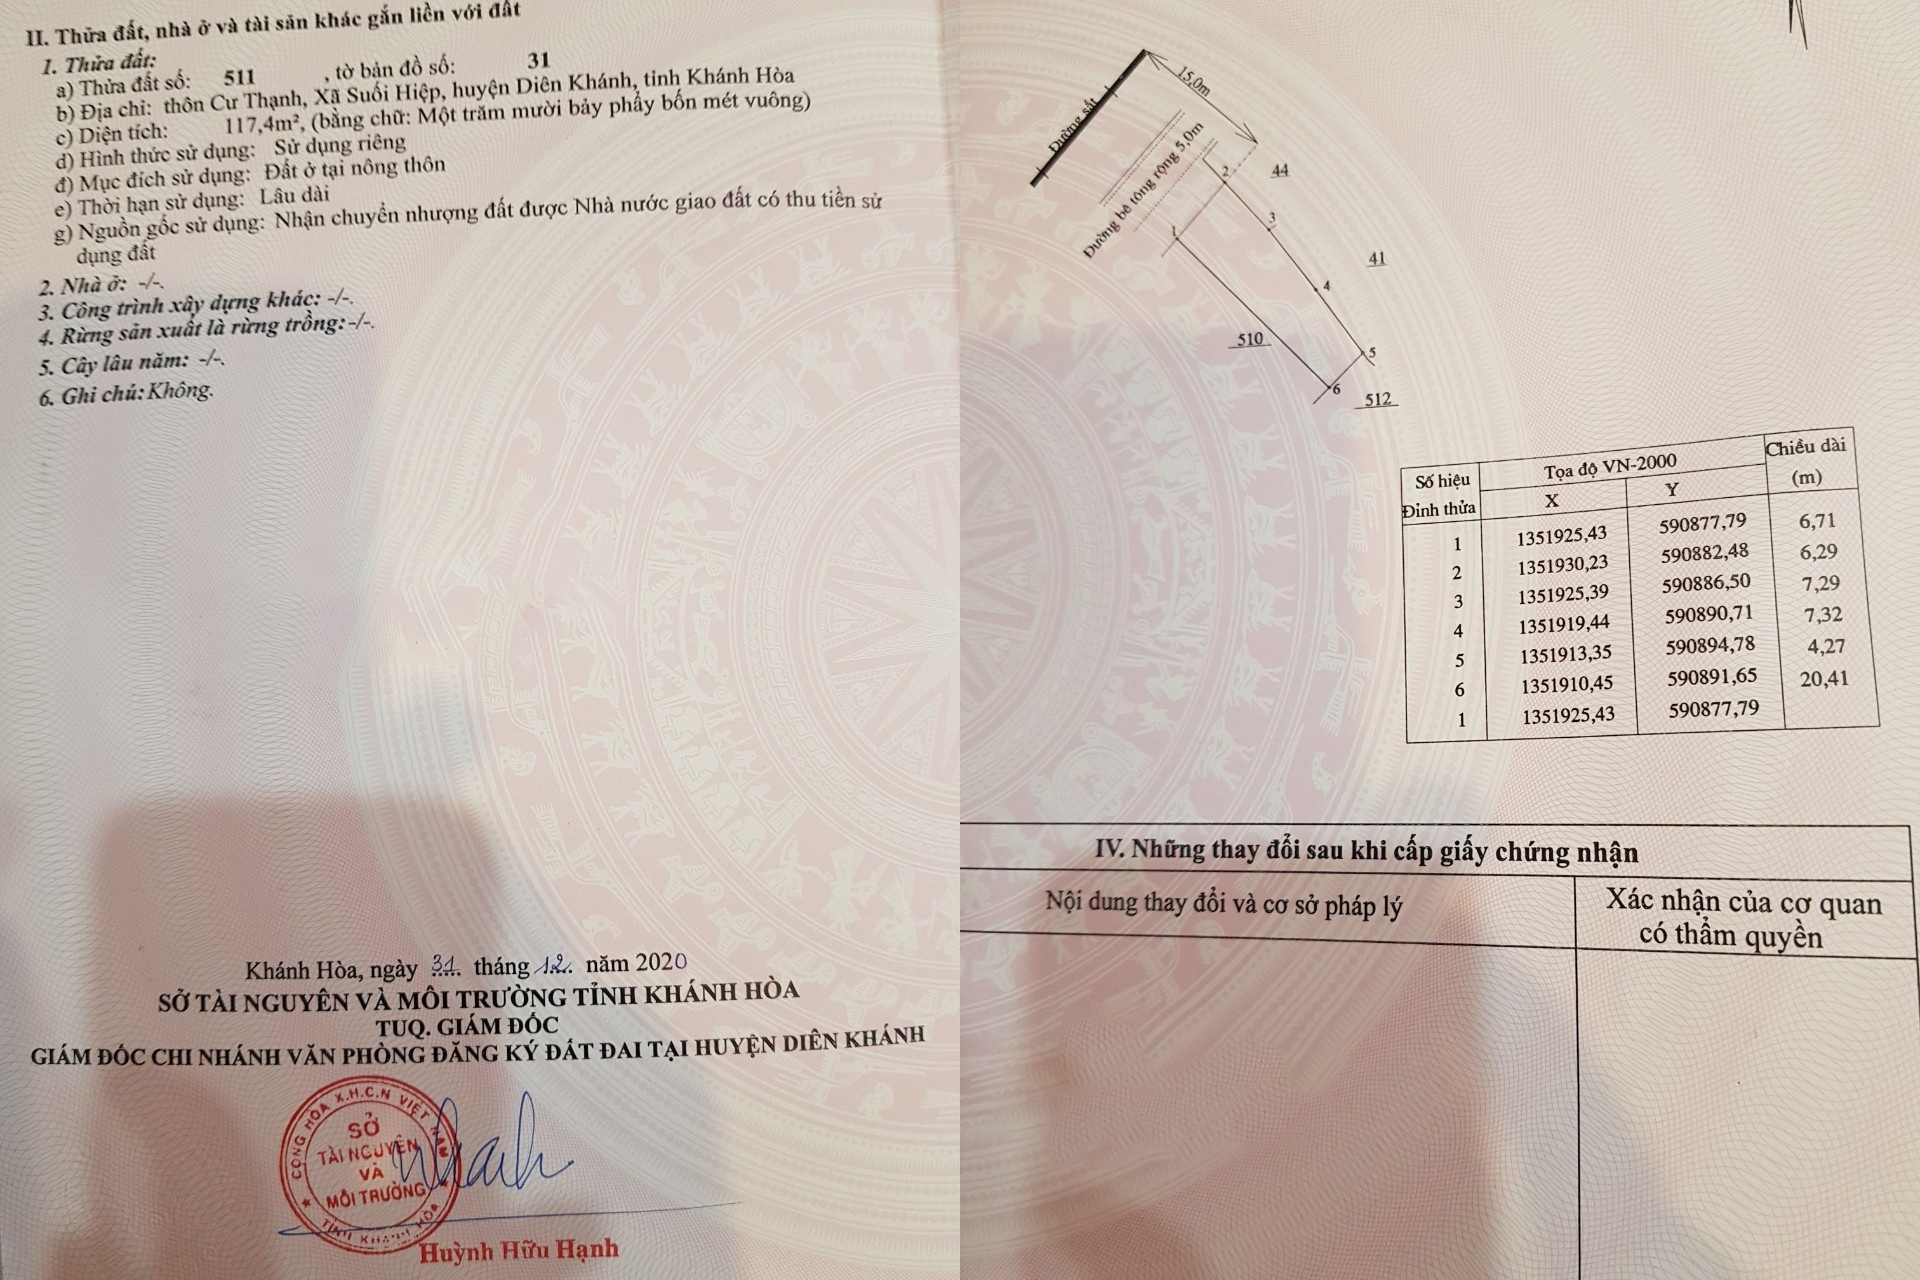 II. Thửa đất, nhà ở và tài sản khác gắn liền với đất
1. Thửa đất:
a) Thửa đất số: 511 , tờ bản đồ số: 31
b) Địa chỉ: thôn Cư Thạnh, Xã Suối Hiệp, huyện Diên Khánh, tỉnh Khánh Hòa
c) Diện tích: 117,4m², (bằng chữ: Một trăm mười bảy phẩy bốn mét vuông)
d) Hình thức sử dụng: Sử dụng riêng
đ) Mục đích sử dụng: Đất ở tại nông thôn
e) Thời hạn sử dụng: Lâu dài
g) Nguồn gốc sử dụng: Nhận chuyển nhượng đất được Nhà nước giao đất có thu tiền sử
dụng đất
2. Nhà ở: -/-.
3. Công trình xây dựng khác: -/-.
4. Rừng sản xuất là rừng trồng:-/-.
5. Cây lâu năm: -/-.
6. Ghi chú: Không.
Khánh Hòa, ngày 31 tháng 12 năm 2020
SỞ TÀI NGUYÊN VÀ MÔI TRƯỜNG TỈNH KHÁNH HÒA
TUQ. GIÁM ĐỐC
GIÁM ĐỐC CHI NHÁNH VĂN PHÒNG ĐĂNG KÝ ĐẤT ĐAI TẠI HUYỆN DIÊN KHÁNH
CỘNG HÒA X.H.C.N VIỆT NAM
SỞ
TÀI NGUYÊN
VÀ
MÔI TRƯỜNG
TỈNH KHÁNH HÒA
Huỳnh Hữu Hạnh
Đường sắt
15,0m
Đường bê tông rộng 5,0m
1
2
3
4
5
6
44
41
510
512
Số hiệu Đỉnh thửa Tọa độ VN-2000 Chiều dài (m)
X Y
1 1351925,43 590877,79 6,71
2 1351930,23 590882,48 6,29
3 1351925,39 590886,50 7,29
4 1351919,44 590890,71 7,32
5 1351913,35 590894,78 4,27
6 1351910,45 590891,65 20,41
1 1351925,43 590877,79
IV. Những thay đổi sau khi cấp giấy chứng nhận
Nội dung thay đổi và cơ sở pháp lý
Xác nhận của cơ quan
có thẩm quyền